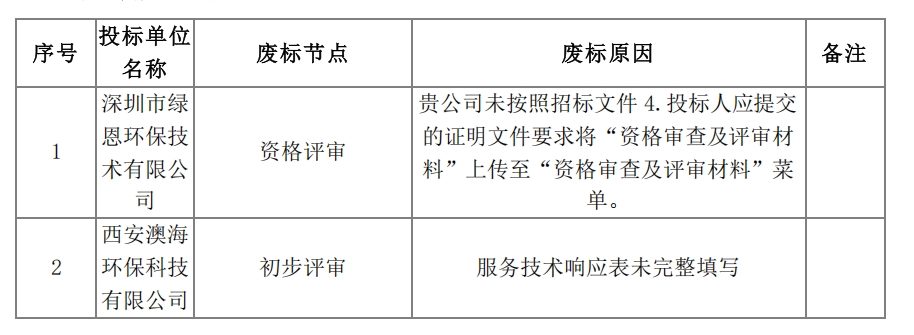 序号
投标单位
名称
废标节点
废标原因
备注
1
深圳市绿
恩环保技
术有限公
司
资格评审
贵公司未按照招标文件 4.投标人应提交
的证明文件要求将“资格审查及评审材
料”上传至“资格审查及评审材料”菜
单。
2
西安澳海
环保科技
有限公司
初步评审
服务技术响应表未完整填写